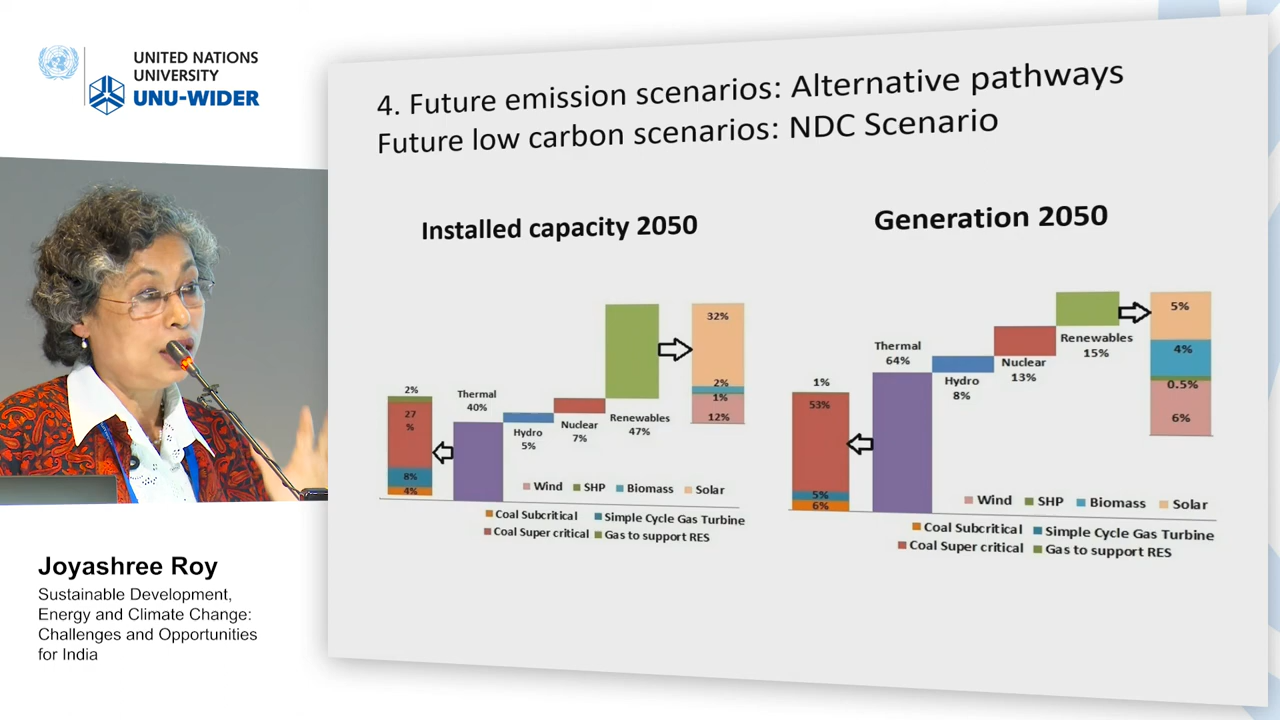 UNITED NATIONS
UNIVERSITY
UNU-WIDER
4. Future emission scenarios: Alternative pathways
Future low carbon scenarios: NDC Scenario
Installed capacity 2050
2%
27
%
8%
4%
Thermal
40%
Hydro
5%
Nuclear
7%
Renewables
47%
32%
2%
1%
12%
Wind SHP Biomass Solar
Coal Subcritical Simple Cycle Gas Turbine
Coal Super critical Gas to support RES
Generation 2050
1%
53%
5%
6%
Thermal
64%
Hydro
8%
Nuclear
13%
Renewables
15%
5%
4%
0.5%
6%
Wind SHP Biomass Solar
Coal Subcritical Simple Cycle Gas Turbine
Coal Super critical Gas to support RES
Joyashree Roy
Sustainable Development,
Energy and Climate Change:
Challenges and Opportunities
for India